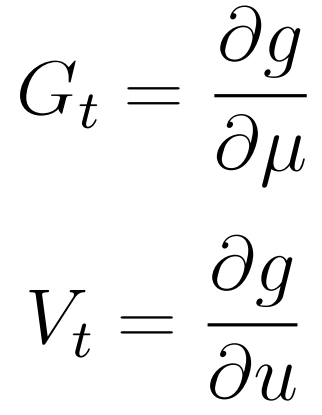 G_t = ∂g/∂μ
V_t = ∂g/∂u